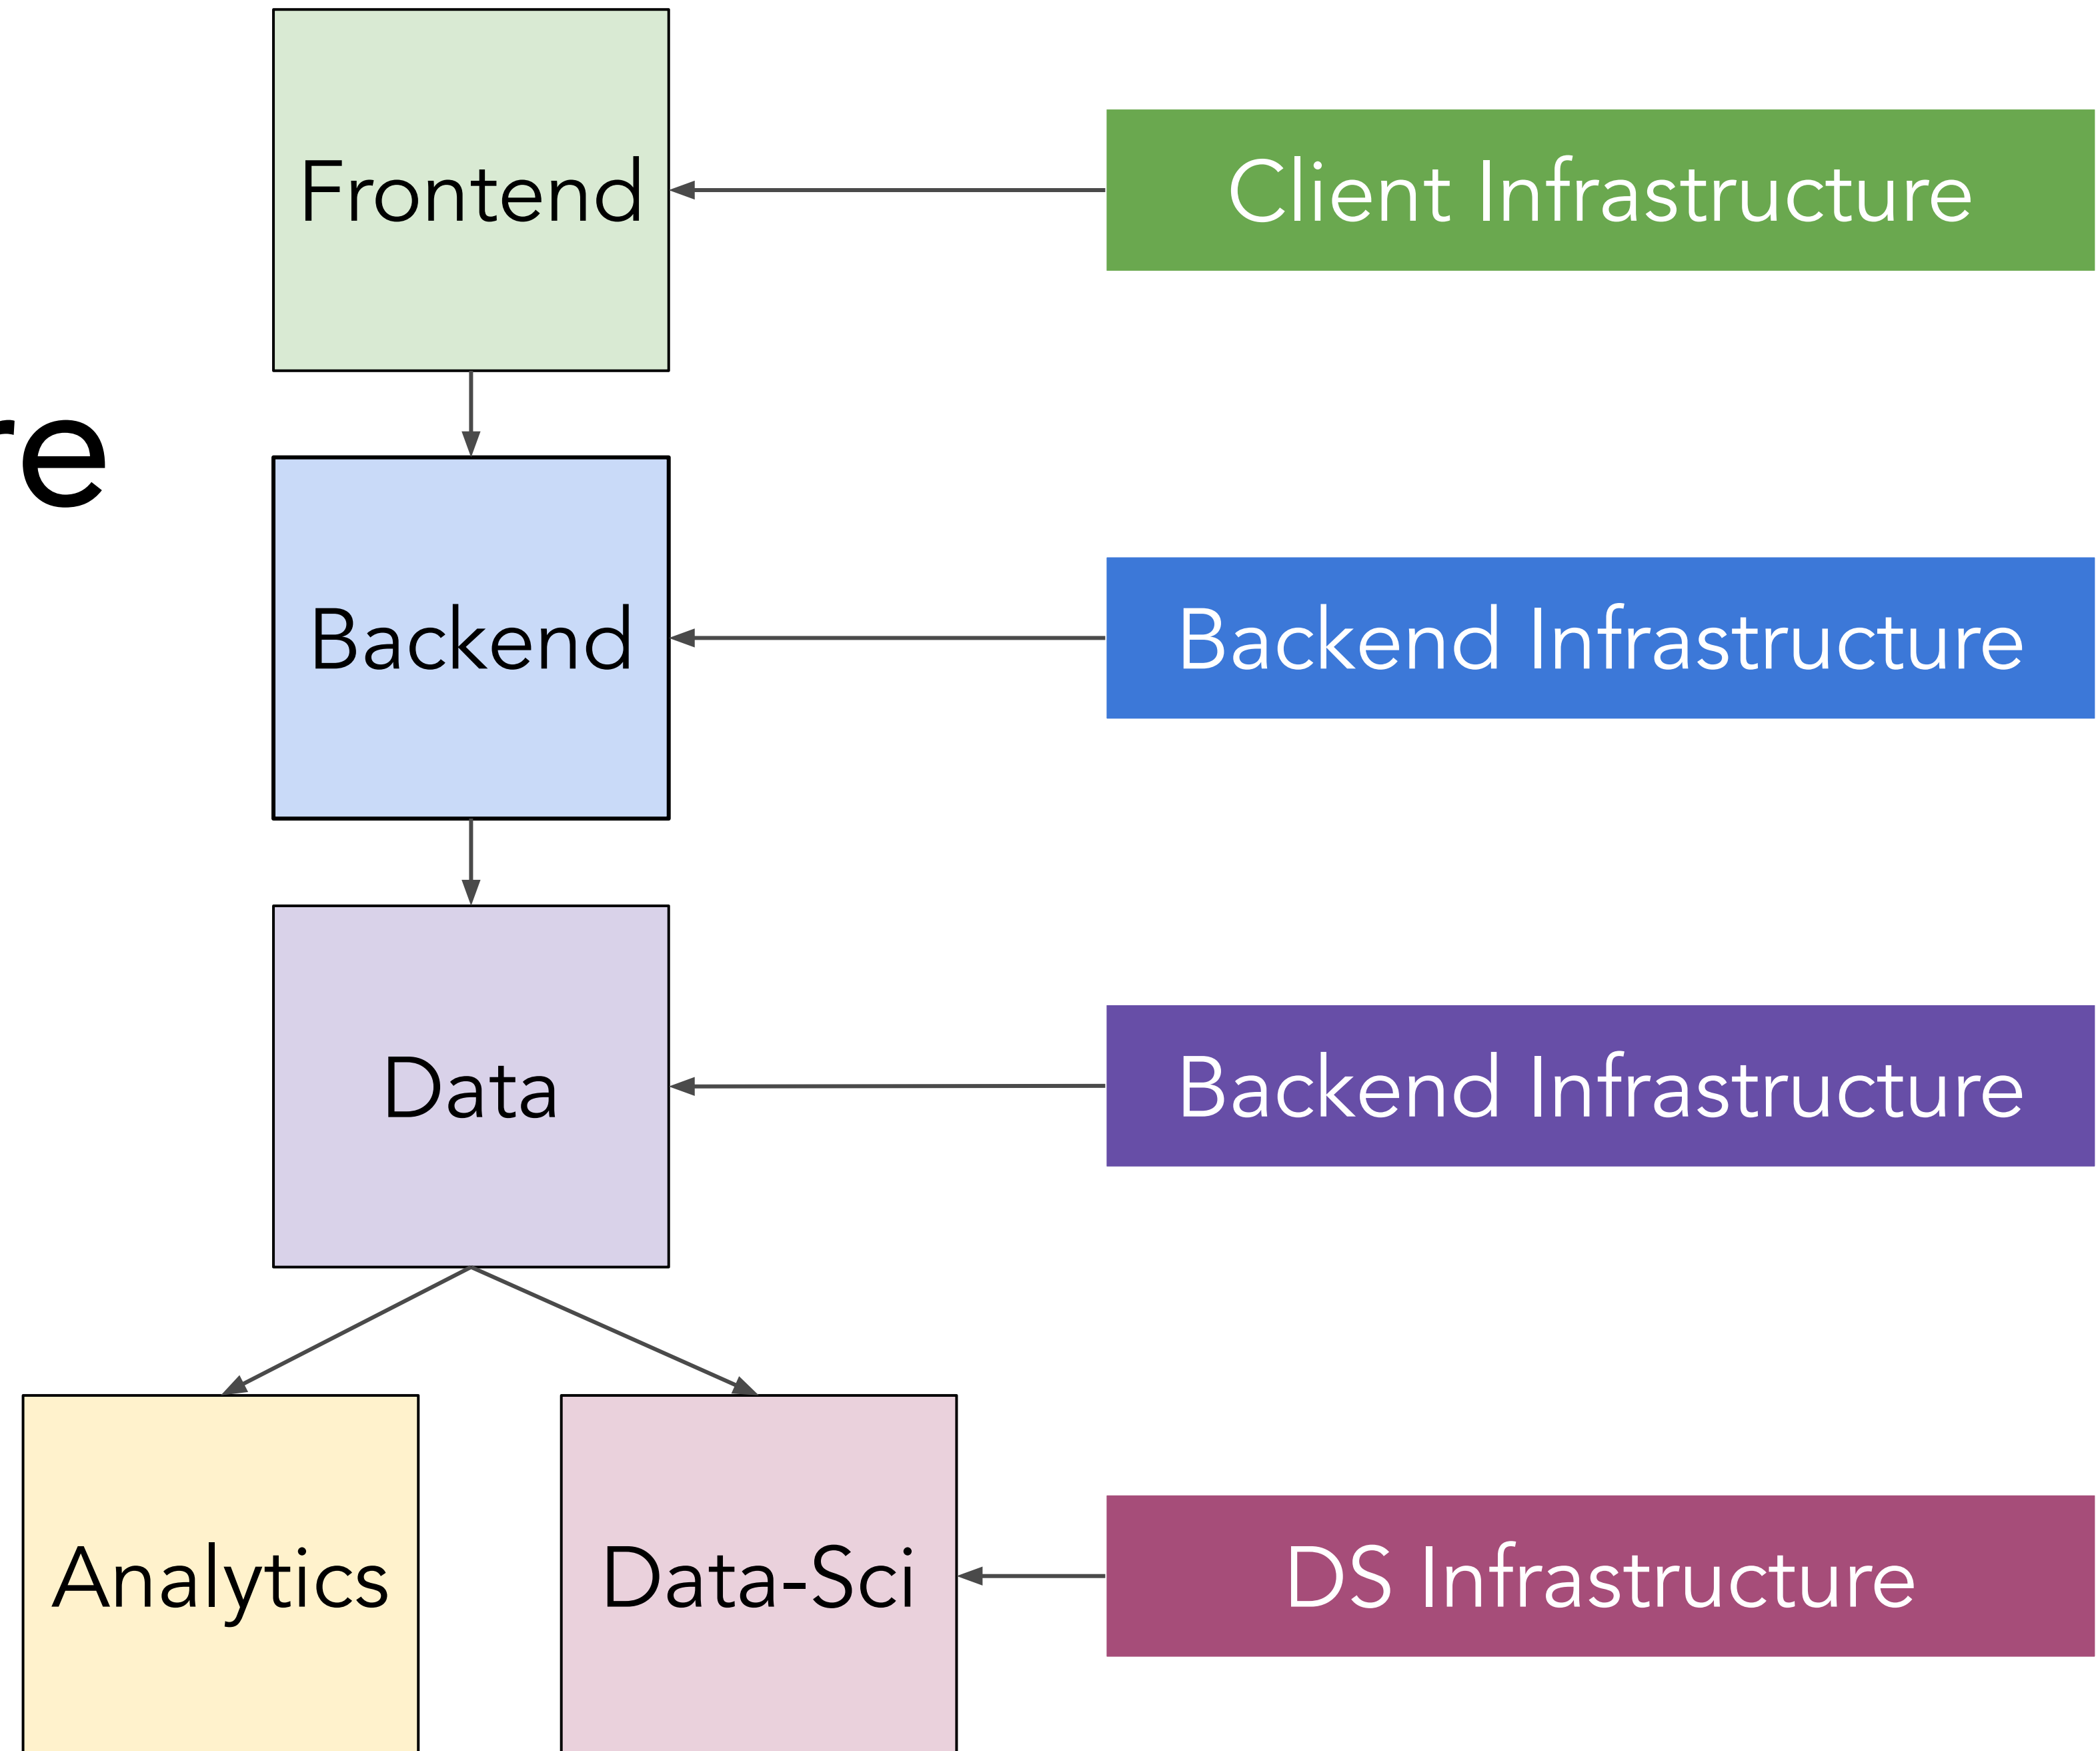 Frontend
Client Infrastructure
re
Backend
Backend Infrastructure
Data
Backend Infrastructure
Analytics
Data-Sci
DS Infrastructure